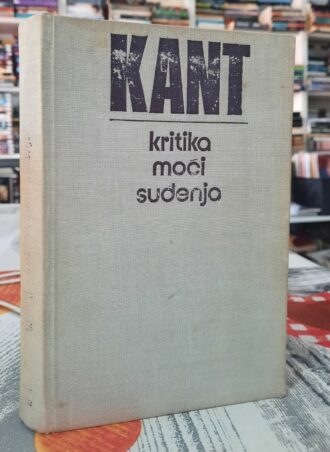 KANT
kritika
moći
suđenja